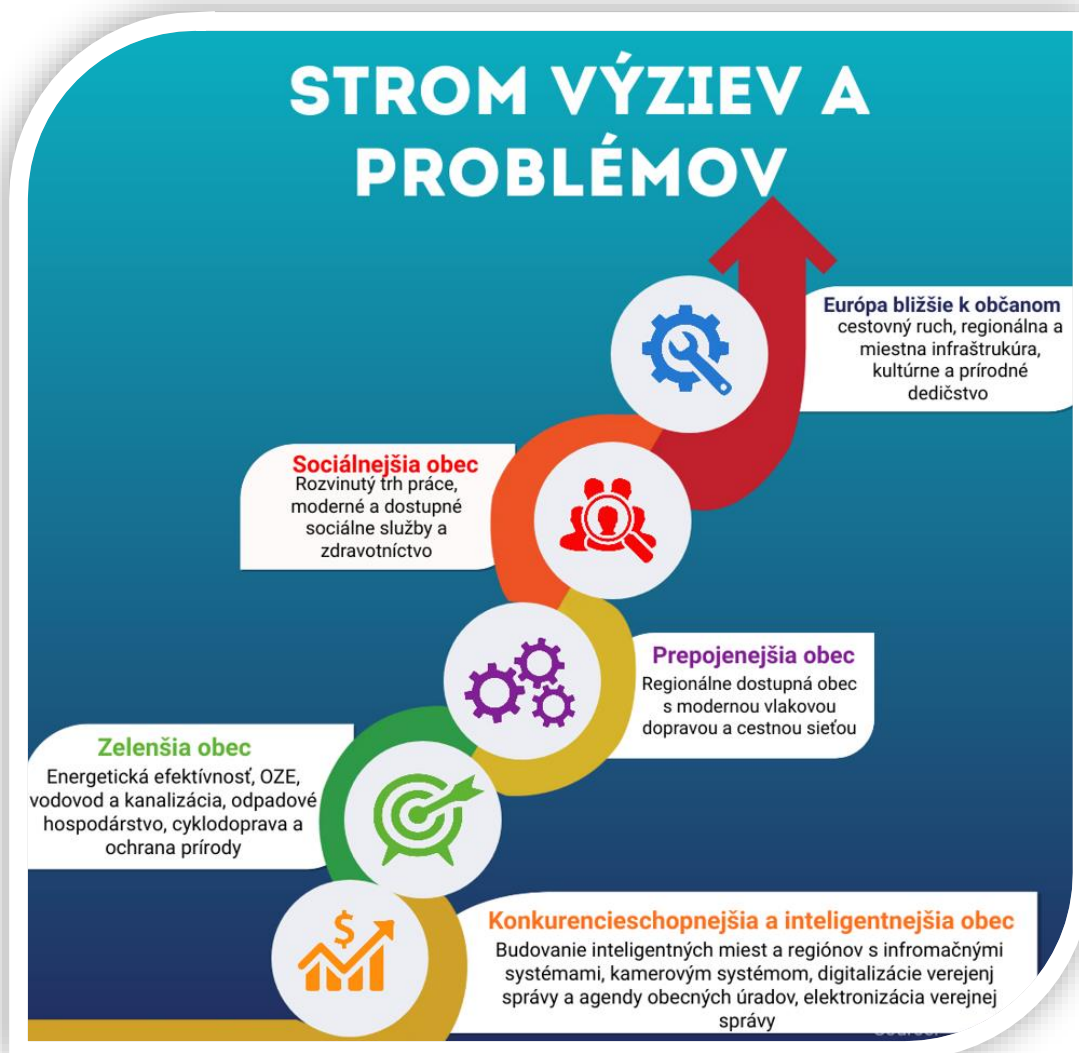 STROM VÝZIEV A
PROBLÉMOV
Európa bližšie k občanom
cestovný ruch, regionálna a
miestna infraštrukúra,
kultúrne a prírodné
dedičstvo
Sociálnejšia obec
Rozvinutý trh práce,
moderné a dostupné
sociálne služby a
zdravotníctvo
Prepojenejšia obec
Regionálne dostupná obec
s modernou vlakovou
dopravou a cestnou sieťou
Zelenšia obec
Energetická efektívnosť, OZE,
vodovod a kanalizácia, odpadové
hospodárstvo, cyklodoprava a
ochrana prírody
$
Konkurencieschopnejšia a inteligentnejšia obec
Budovanie inteligentných miest a regiónov s infromačnými
systémami, kamerovým systémom, digitalizácie verejenj
správy a agendy obecných úradov, elektronizácia verejnej
správy